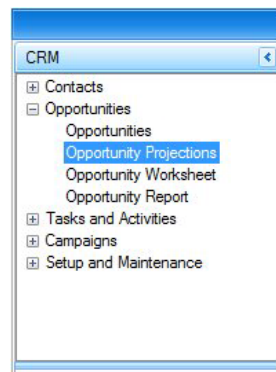 CRM
Contacts
Opportunities
Opportunities
Opportunity Projections
Opportunity Worksheet
Opportunity Report
Tasks and Activities
Campaigns
Setup and Maintenance